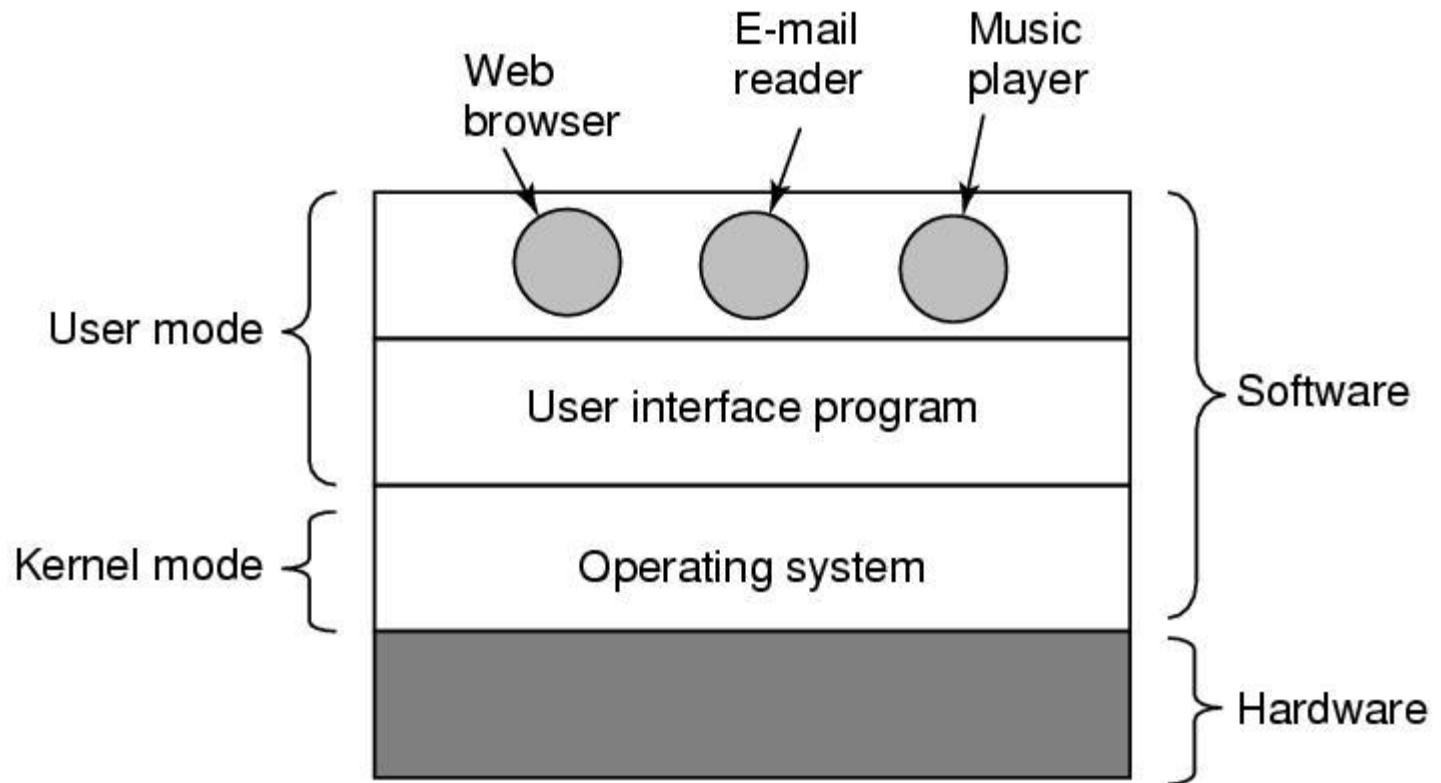 E-mail
reader
Music
player
Web
browser
User mode
User interface program
Software
Kernel mode
Operating system
Hardware